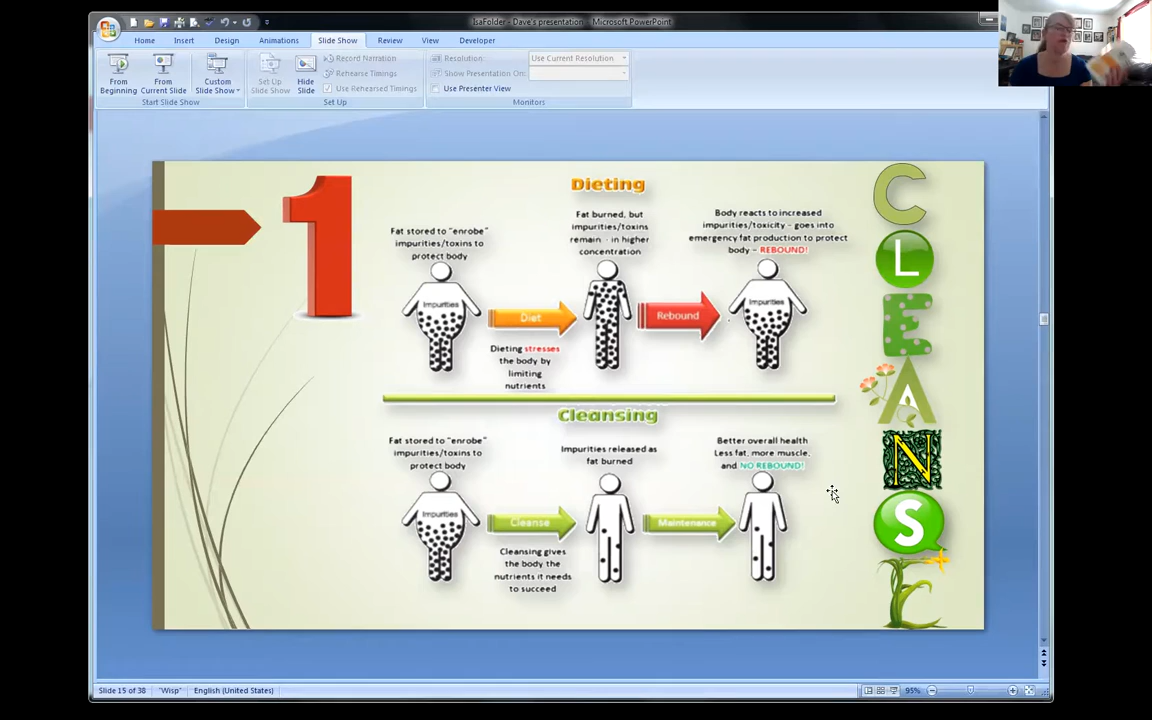 IsaFolder - Dave's presentation - Microsoft PowerPoint
Home Insert Design Animations Slide Show Review View Developer
From Beginning
From Current Slide
Custom Slide Show
Set Up Slide Show
Hide Slide
Record Narration
Rehearse Timings
Use Rehearsed Timings
Resolution: Use Current Resolution
Show Presentation On:
Use Presenter View
Start Slide Show
Set Up
Monitors
1
Dieting
Fat stored to "enrobe"
impurities/toxins to
protect body
Fat burned, but
impurities/toxins
remain - in higher
concentration
Body reacts to increased
impurities/toxicity - goes into
emergency fat production to protect
body - REBOUND!
Impurities
Diet
Rebound
Impurities
Dieting stresses
the body by
limiting
nutrients
Cleansing
Fat stored to "enrobe"
impurities/toxins to
protect body
Impurities released as
fat burned
Better overall health
Less fat, more muscle,
and NO REBOUND!
Impurities
Cleanse
Maintenance
Cleansing gives
the body the
nutrients it needs
to succeed
C
L
E
A
N
S
E
Slide 15 of 38 "Wisp" English (United States) 95%